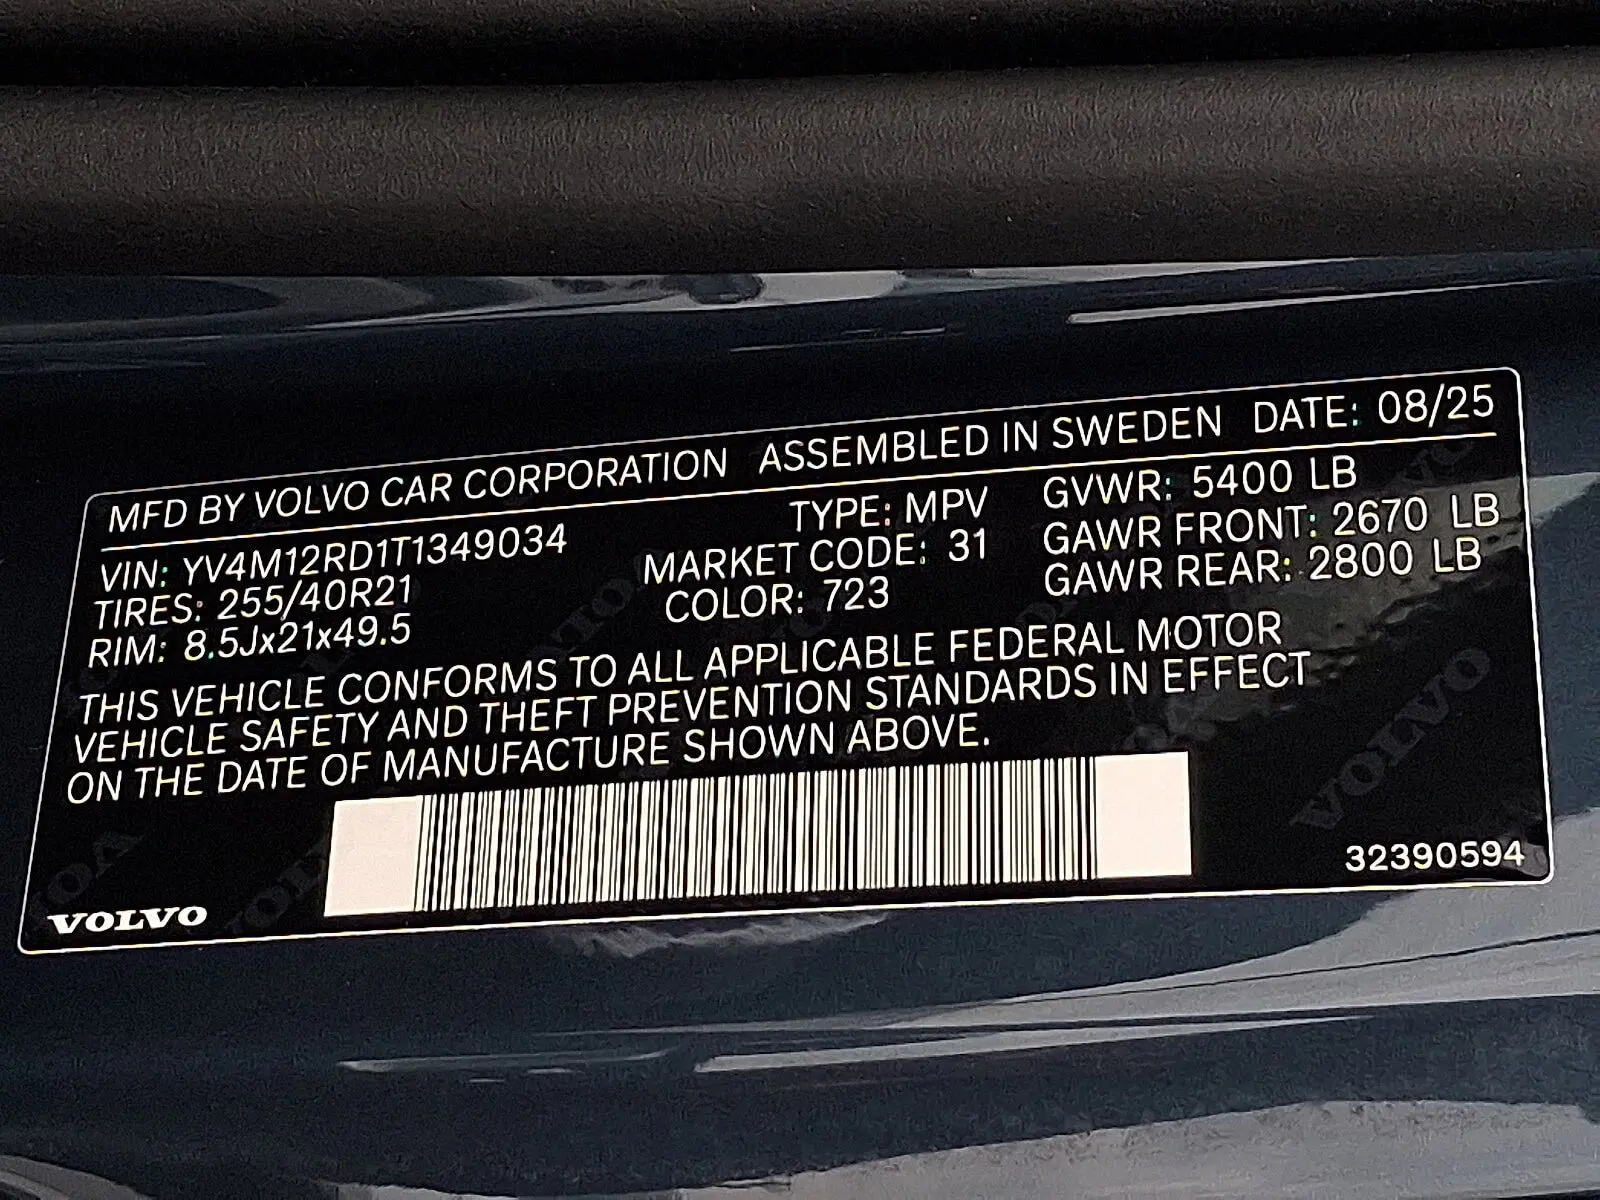 MFD BY VOLVO CAR CORPORATION ASSEMBLED IN SWEDEN DATE: 08/25
VIN: YV4M12RD1T1349034 TYPE: MPV GVWR: 5400 LB
TIRES: 255/40R21 MARKET CODE: 31 GAWR FRONT: 2670 LB
RIM: 8.5Jx21x49.5 COLOR: 723 GAWR REAR: 2800 LB
THIS VEHICLE CONFORMS TO ALL APPLICABLE FEDERAL MOTOR
VEHICLE SAFETY AND THEFT PREVENTION STANDARDS IN EFFECT
ON THE DATE OF MANUFACTURE SHOWN ABOVE.
32390594
VOLVO